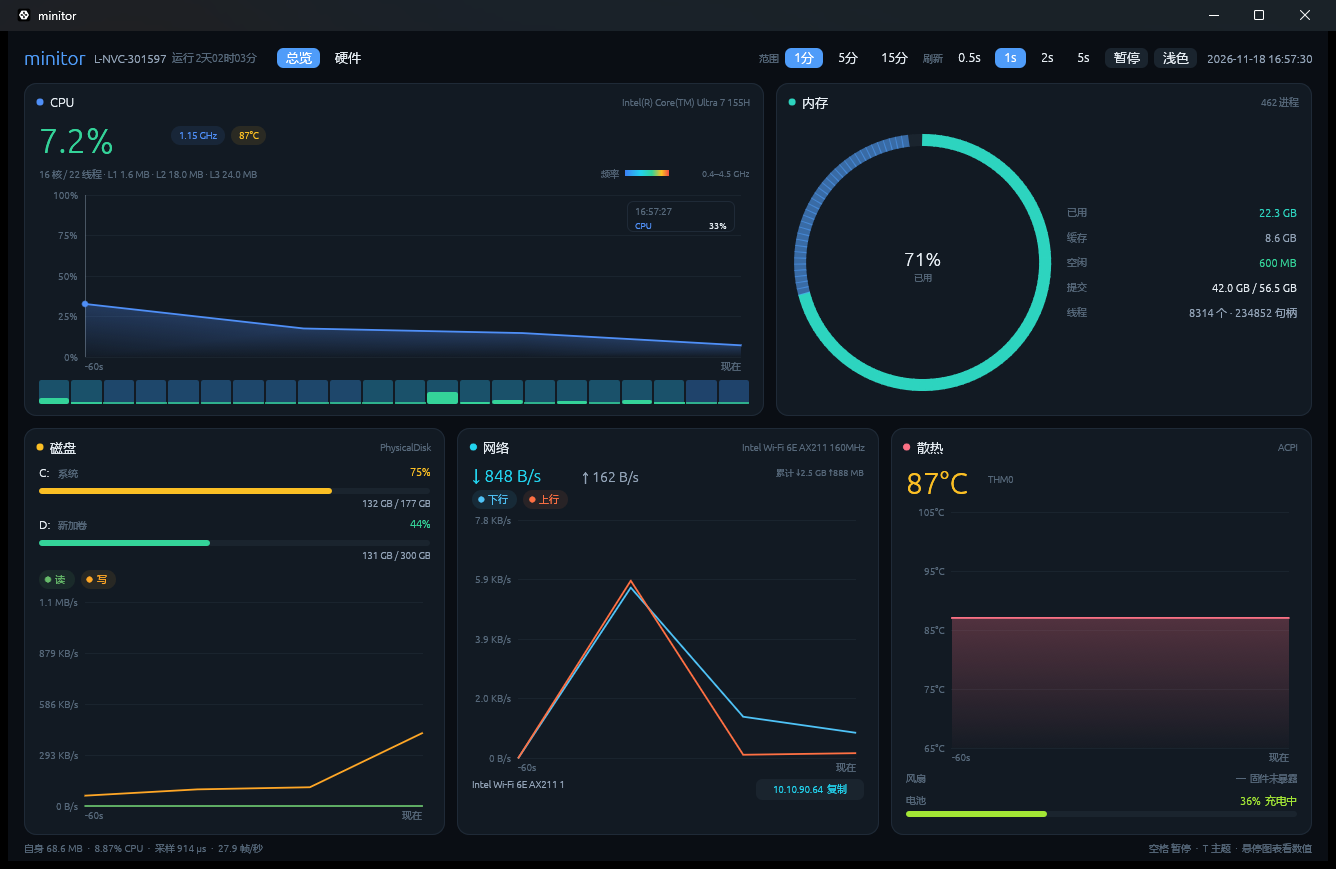 minitor
minitor L-NVC-301597 运行2天02时03分 总览 硬件 范围 1分 5分 15分 刷新 0.5s 1s 2s 5s 暂停 浅色 2026-11-18 16:57:30
CPU Intel(R) Core(TM) Ultra 7 155H
7.2% 1.15 GHz 87°C
16 核 / 22 线程 · L1 1.6 MB · L2 18.0 MB · L3 24.0 MB 频率 0.4–4.5 GHz
100%
16:57:27
CPU 33%
75%
50%
25%
0%
-60s 现在
内存 462 进程
71%
已用
已用 22.3 GB
缓存 8.6 GB
空闲 600 MB
提交 42.0 GB / 56.5 GB
线程 8314 个 · 234852 句柄
磁盘 PhysicalDisk
C: 系统 75%
132 GB / 177 GB
D: 新加卷 44%
131 GB / 300 GB
读 写
1.1 MB/s
879 KB/s
586 KB/s
293 KB/s
0 B/s
-60s 现在
网络 Intel Wi-Fi 6E AX211 160MHz
↓ 848 B/s ↑ 162 B/s 累计 ↓2.5 GB ↑888 MB
下行 上行
7.8 KB/s
5.9 KB/s
3.9 KB/s
2.0 KB/s
0 B/s
-60s 现在
Intel Wi-Fi 6E AX211 1 10.10.90.64 复制
散热 ACPI
87°C THM0
105°C
95°C
85°C
75°C
65°C
-60s 现在
风扇 — 固件未暴露
电池 36% 充电中
自身 68.6 MB · 8.87% CPU · 采样 914 µs · 27.9 帧/秒 空格 暂停 · T 主题 · 悬停图表看数值